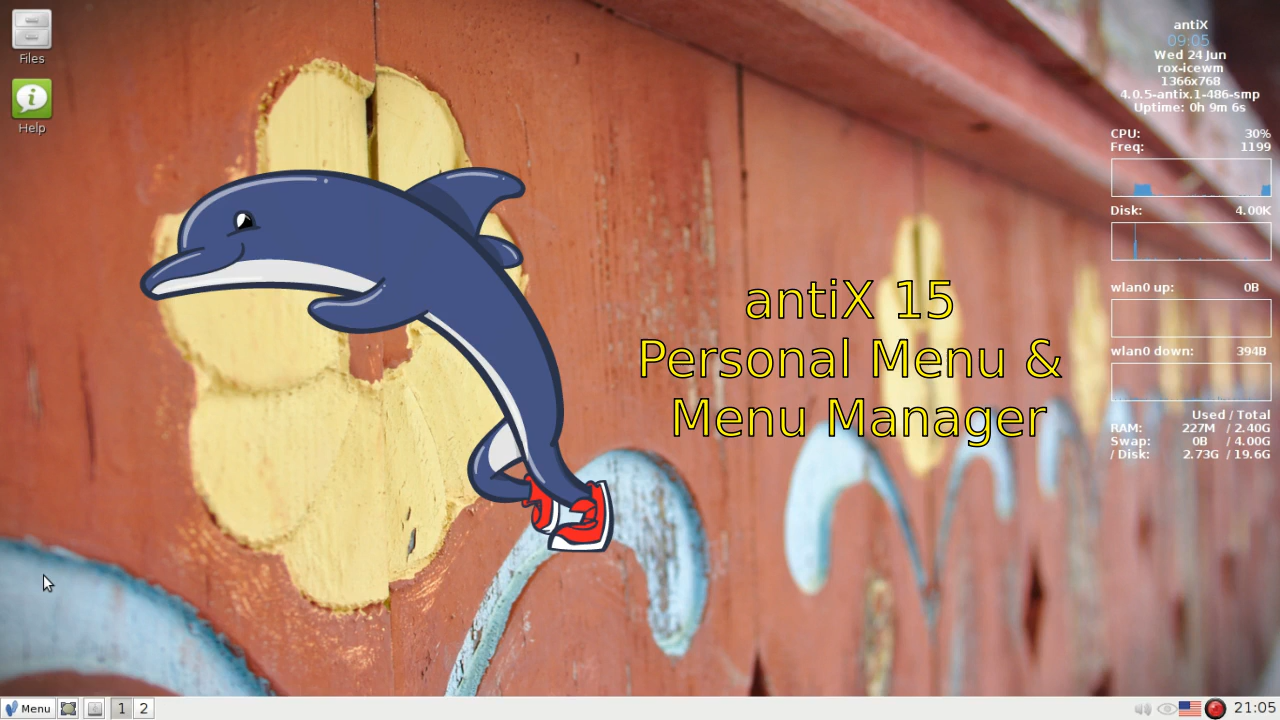 Files
Help
antiX 15
Personal Menu &
Menu Manager
antiX
09:05
Wed 24 Jun
rox-icewm
1366x768
4.0.5-antix.1-486-smp
Uptime: 0h 9m 6s
CPU: 30%
Freq: 1199
Disk: 4.00K
wlan0 up: 0B
wlan0 down: 394B
Used / Total
RAM: 227M / 2.40G
Swap: 0B / 4.00G
/ Disk: 2.73G / 19.6G
Menu 1 2 21:05